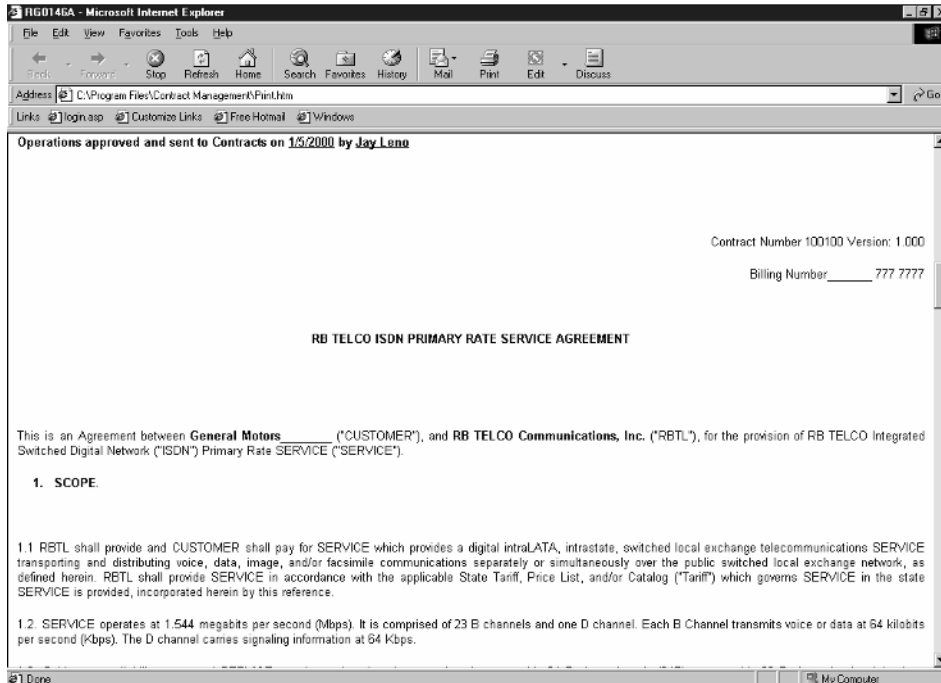 RG0146A - Microsoft Internet Explorer
File Edit View Favorites Tools Help
Back Forward Stop Refresh Home Search Favorites History Mail Print Edit Discuss
Address C:\Program Files\Contract Management\Print.htm Go
Links login.asp Customize Links Free Hotmail Windows
Operations approved and sent to Contracts on 1/5/2000 by Jay Leno
Contract Number 100100 Version: 1.000
Billing Number_______ 777 7777
RB TELCO ISDN PRIMARY RATE SERVICE AGREEMENT
This is an Agreement between General Motors________ ("CUSTOMER"), and RB TELCO Communications, Inc. ("RBTL"), for the provision of RB TELCO Integrated
Switched Digital Network ("ISDN") Primary Rate SERVICE ("SERVICE").
1. SCOPE.
1.1 RBTL shall provide and CUSTOMER shall pay for SERVICE which provides a digital intraLATA, intrastate, switched local exchange telecommunications SERVICE
transporting and distributing voice, data, image, and/or facsimile communications separately or simultaneously over the public switched local exchange network, as
defined herein. RBTL shall provide SERVICE in accordance with the applicable State Tariff, Price List, and/or Catalog ("Tariff") which governs SERVICE in the state
SERVICE is provided, incorporated herein by this reference.
1.2. SERVICE operates at 1.544 megabits per second (Mbps). It is comprised of 23 B channels and one D channel. Each B Channel transmits voice or data at 64 kilobits
per second (Kbps). The D channel carries signaling information at 64 Kbps.
Done My Computer